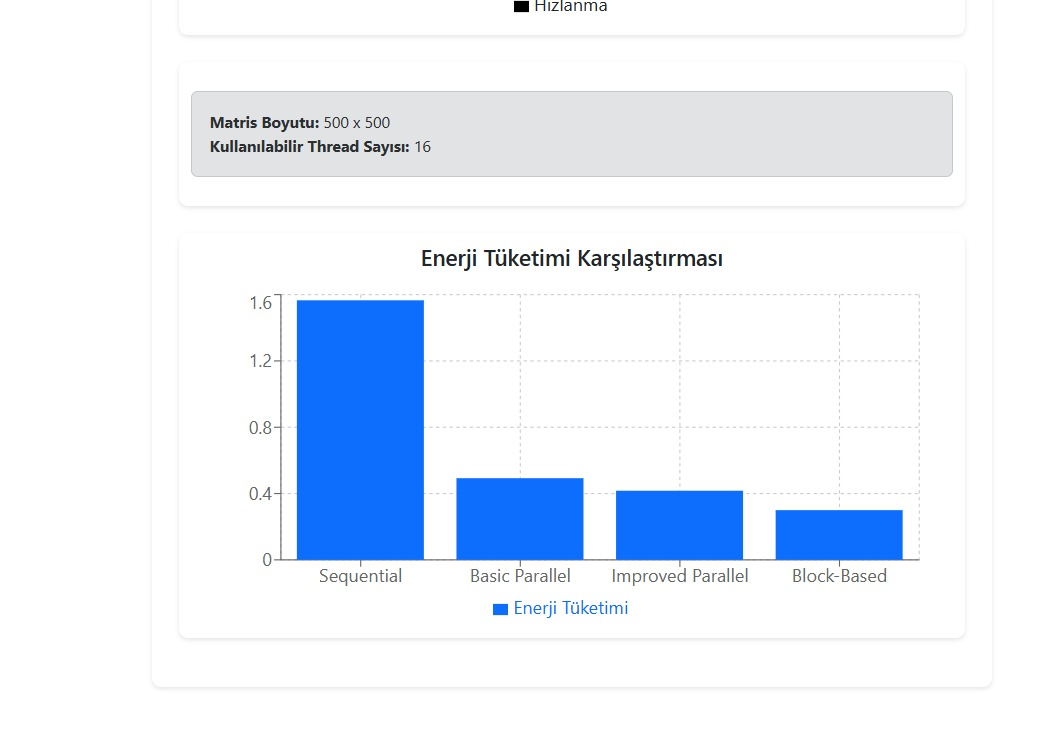 Hızlanma
Matris Boyutu: 500 x 500
Kullanılabilir Thread Sayısı: 16
Enerji Tüketimi Karşılaştırması
1.6
1.2
0.8
0.4
0
Sequential Basic Parallel Improved Parallel Block-Based
Enerji Tüketimi